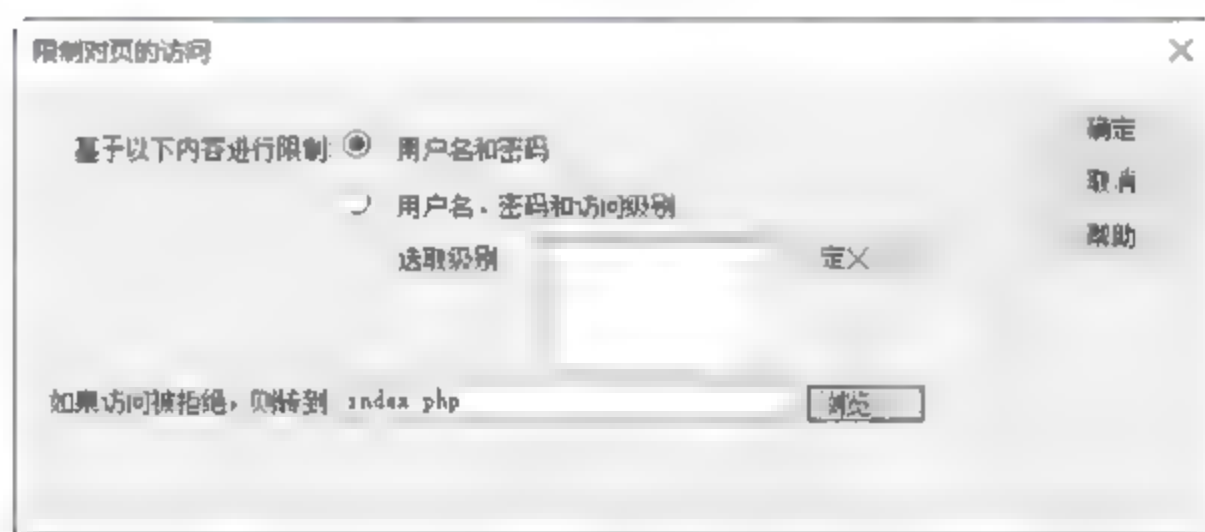 限制对页的访问
基于以下内容进行限制: 用户名和密码
用户名、密码和访问级别
选取级别
定义
如果访问被拒绝，则转到 index.php
浏览
确定
取消
帮助